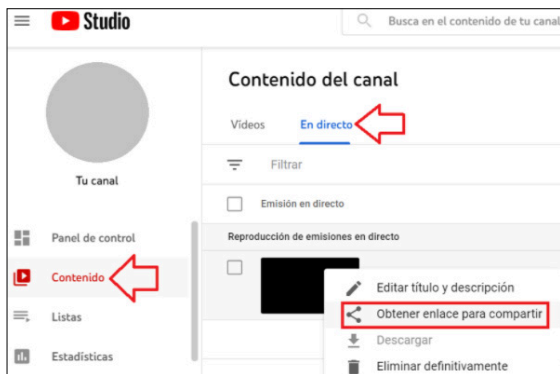 Studio
Busca en el contenido de tu canal
Contenido del canal
Vídeos
En directo
Filtrar
Tu canal
Emisión en directo
Panel de control
Reproducción de emisiones en directo
Contenido
Editar título y descripción
Obtener enlace para compartir
Listas
Descargar
Estadísticas
Eliminar definitivamente